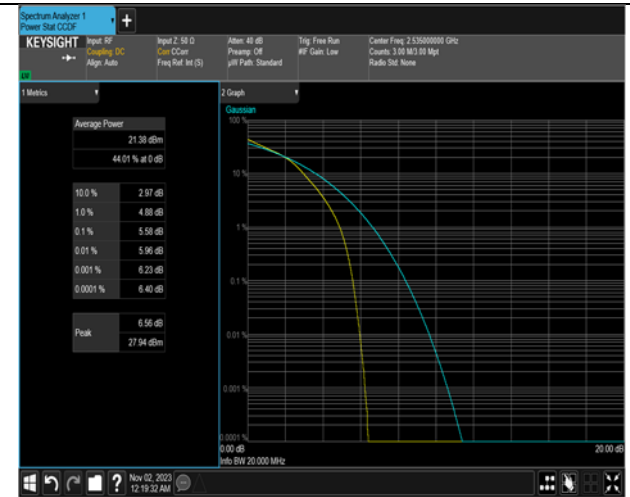 Spectrum Analyzer 1
Power Stat CCDF
KEYSIGHT
Input: RF
Coupling: DC
Align: Auto
Input Z: 50 Ω
Corr CCorr
Freq Ref: Int (S)
Atten: 40 dB
Preamp: Off
µW Path: Standard
Trig: Free Run
#IF Gain: Low
Center Freq: 2.535000000 GHz
Counts: 3.00 M/3.00 Mpt
Radio Std: None
LV
1 Metrics
Average Power
21.38 dBm
44.01 % at 0 dB
10.0 % 2.97 dB
1.0 % 4.88 dB
0.1 % 5.58 dB
0.01 % 5.96 dB
0.001 % 6.23 dB
0.0001 % 6.40 dB
Peak
6.56 dB
27.94 dBm
2 Graph
Gaussian
100 %
10 %
1 %
0.1 %
0.01 %
0.001 %
0.0001 %
0.00 dB
20.00 dB
Info BW 20.000 MHz
?
Nov 02, 2023
12:19:32 AM